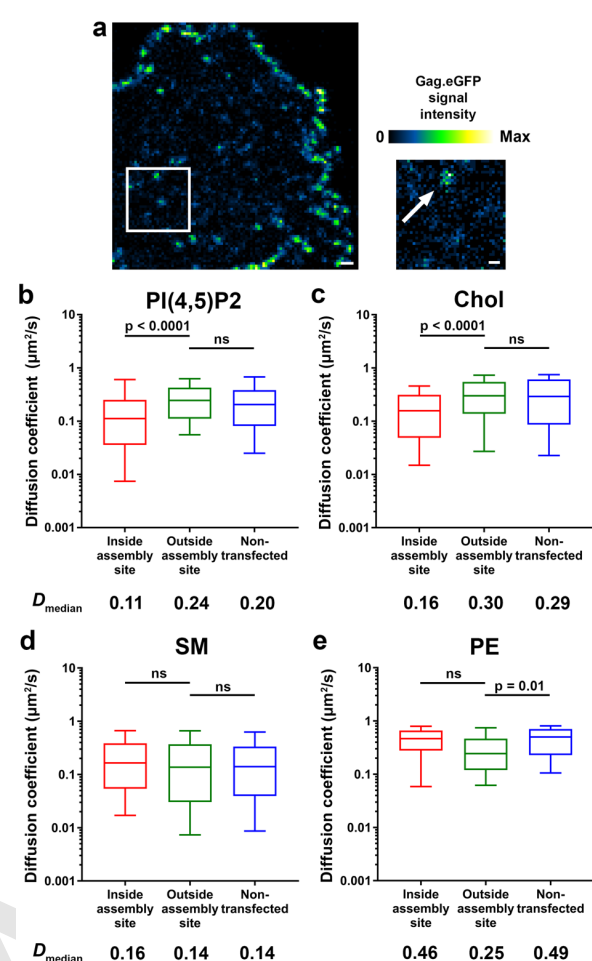 a
Gag.eGFP
signal
intensity
0 Max
b PI(4,5)P2
Diffusion coefficient (µm²/s)
10
1
0.1
0.01
0.001
p < 0.0001
ns
Inside assembly site
Outside assembly site
Non-transfected
Dmedian 0.11 0.24 0.20
c Chol
Diffusion coefficient (µm²/s)
10
1
0.1
0.01
0.001
p < 0.0001
ns
Inside assembly site
Outside assembly site
Non-transfected
0.16 0.30 0.29
d SM
Diffusion coefficient (µm²/s)
10
1
0.1
0.01
0.001
ns
ns
Inside assembly site
Outside assembly site
Non-transfected
Dmedian 0.16 0.14 0.14
e PE
Diffusion coefficient (µm²/s)
10
1
0.1
0.01
0.001
ns
p = 0.01
Inside assembly site
Outside assembly site
Non-transfected
0.46 0.25 0.49